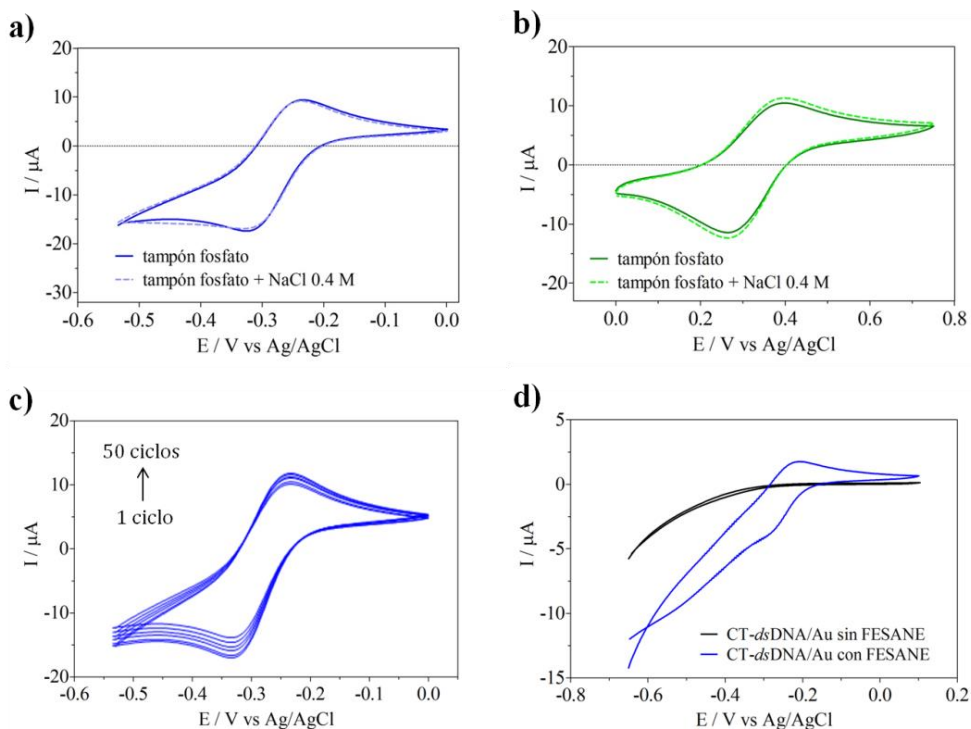 a)
20
10
0
-10
-20
-30
I / μA
tampón fosfato
tampón fosfato + NaCl 0.4 M
-0.6 -0.5 -0.4 -0.3 -0.2 -0.1 0.0
E / V vs Ag/AgCl
b)
20
10
0
-10
-20
I / μA
tampón fosfato
tampón fosfato + NaCl 0.4 M
0.0 0.2 0.4 0.6 0.8
E / V vs Ag/AgCl
c)
20
10
0
-10
-20
I / μA
50 ciclos
1 ciclo
-0.6 -0.5 -0.4 -0.3 -0.2 -0.1 0.0
E / V vs Ag/AgCl
d)
5
0
-5
-10
-15
I / μA
CT-dsDNA/Au sin FESANE
CT-dsDNA/Au con FESANE
-0.8 -0.6 -0.4 -0.2 0.0 0.2
E / V vs Ag/AgCl